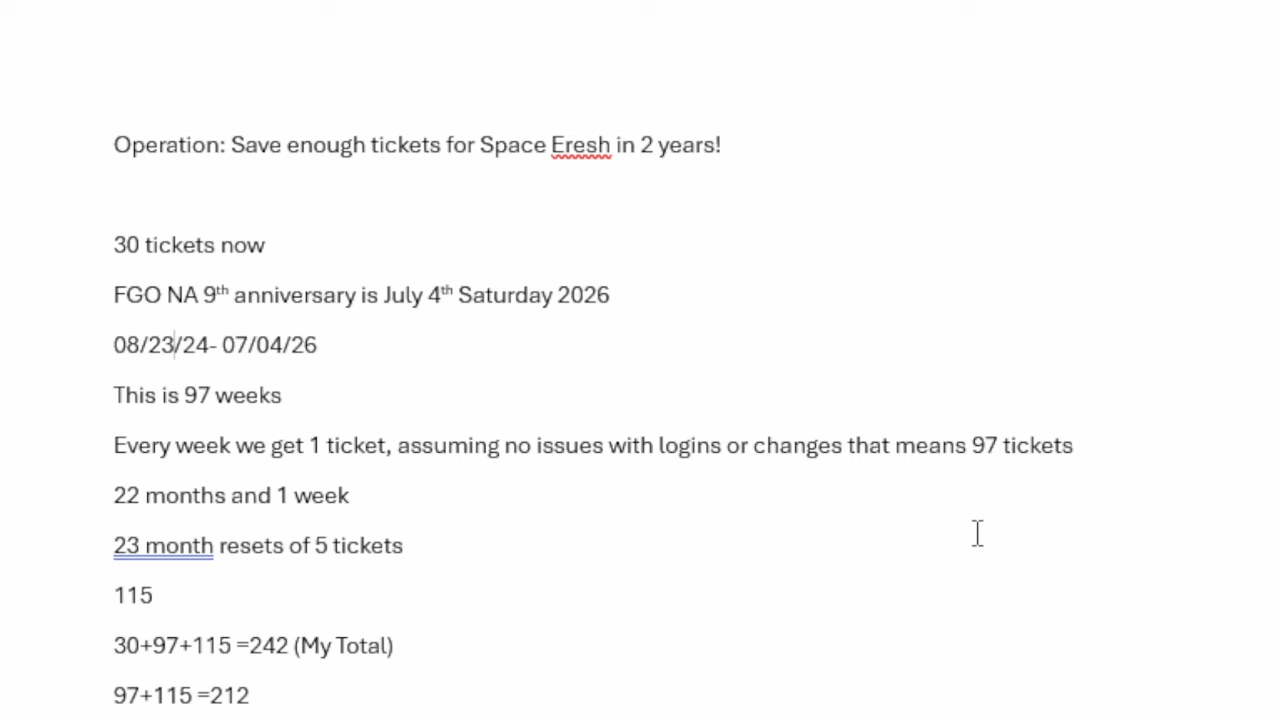 Operation: Save enough tickets for Space Eresh in 2 years!
30 tickets now
FGO NA 9th anniversary is July 4th Saturday 2026
08/23/24- 07/04/26
This is 97 weeks
Every week we get 1 ticket, assuming no issues with logins or changes that means 97 tickets
22 months and 1 week
23 month resets of 5 tickets
115
30+97+115 =242 (My Total)
97+115 =212